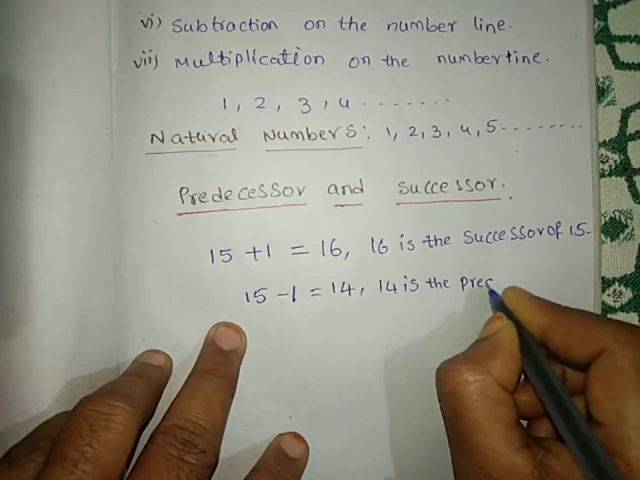 vi) Subtraction on the number line.
vii) Multiplication on the numberline.
1, 2, 3, 4 .......
Natural Numbers: 1, 2, 3, 4, 5........
Predecessor and Successor.
15 +1 = 16, 16 is the Successor of 15.
15 -1 = 14, 14 is the pre